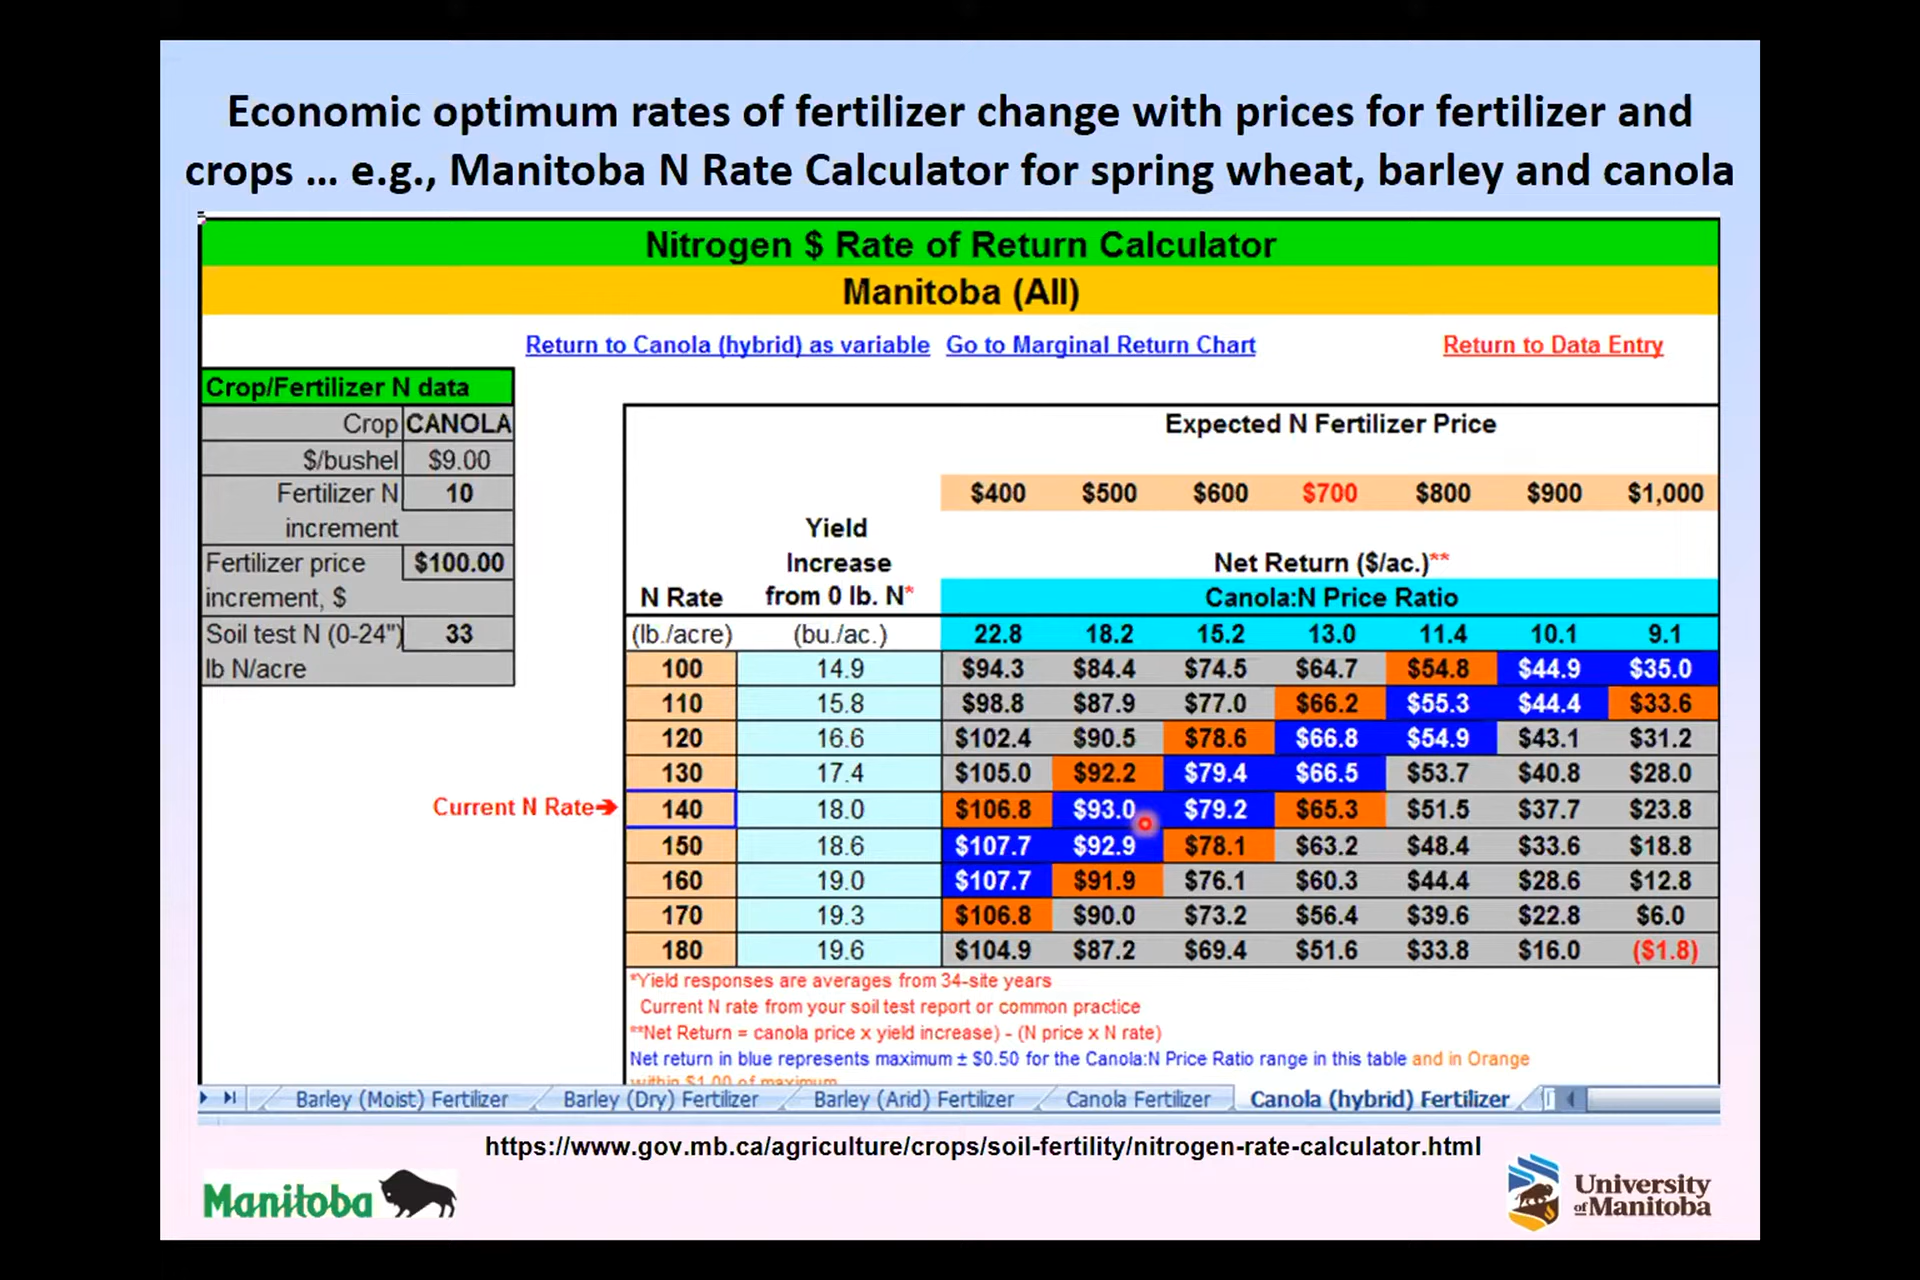 Economic optimum rates of fertilizer change with prices for fertilizer and
crops ... e.g., Manitoba N Rate Calculator for spring wheat, barley and canola
Nitrogen $ Rate of Return Calculator
Manitoba (All)
Return to Canola (hybrid) as variable Go to Marginal Return Chart Return to Data Entry
Crop/Fertilizer N data
Crop CANOLA
$/bushel $9.00
Fertilizer N 10
increment
Fertilizer price $100.00
increment, $
Soil test N (0-24") 33
lb N/acre
Expected N Fertilizer Price
$400 $500 $600 $700 $800 $900 $1,000
Yield
Increase
from 0 lb. N*
N Rate
Net Return ($/ac.)**
Canola:N Price Ratio
(lb./acre) (bu./ac.) 22.8 18.2 15.2 13.0 11.4 10.1 9.1
100 14.9 $94.3 $84.4 $74.5 $64.7 $54.8 $44.9 $35.0
110 15.8 $98.8 $87.9 $77.0 $66.2 $55.3 $44.4 $33.6
120 16.6 $102.4 $90.5 $78.6 $66.8 $54.9 $43.1 $31.2
130 17.4 $105.0 $92.2 $79.4 $66.5 $53.7 $40.8 $28.0
Current N Rate➔ 140 18.0 $106.8 $93.0 $79.2 $65.3 $51.5 $37.7 $23.8
150 18.6 $107.7 $92.9 $78.1 $63.2 $48.4 $33.6 $18.8
160 19.0 $107.7 $91.9 $76.1 $60.3 $44.4 $28.6 $12.8
170 19.3 $106.8 $90.0 $73.2 $56.4 $39.6 $22.8 $6.0
180 19.6 $104.9 $87.2 $69.4 $51.6 $33.8 $16.0 ($1.8)
*Yield responses are averages from 34-site years
Current N rate from your soil test report or common practice
**Net Return = canola price x yield increase) - (N price x N rate)
Net return in blue represents maximum ± $0.50 for the Canola:N Price Ratio range in this table and in Orange
within $1.00 of maximum
Barley (Moist) Fertilizer Barley (Dry) Fertilizer Barley (Arid) Fertilizer Canola Fertilizer Canola (hybrid) Fertilizer
https://www.gov.mb.ca/agriculture/crops/soil-fertility/nitrogen-rate-calculator.html
Manitoba
University
of Manitoba